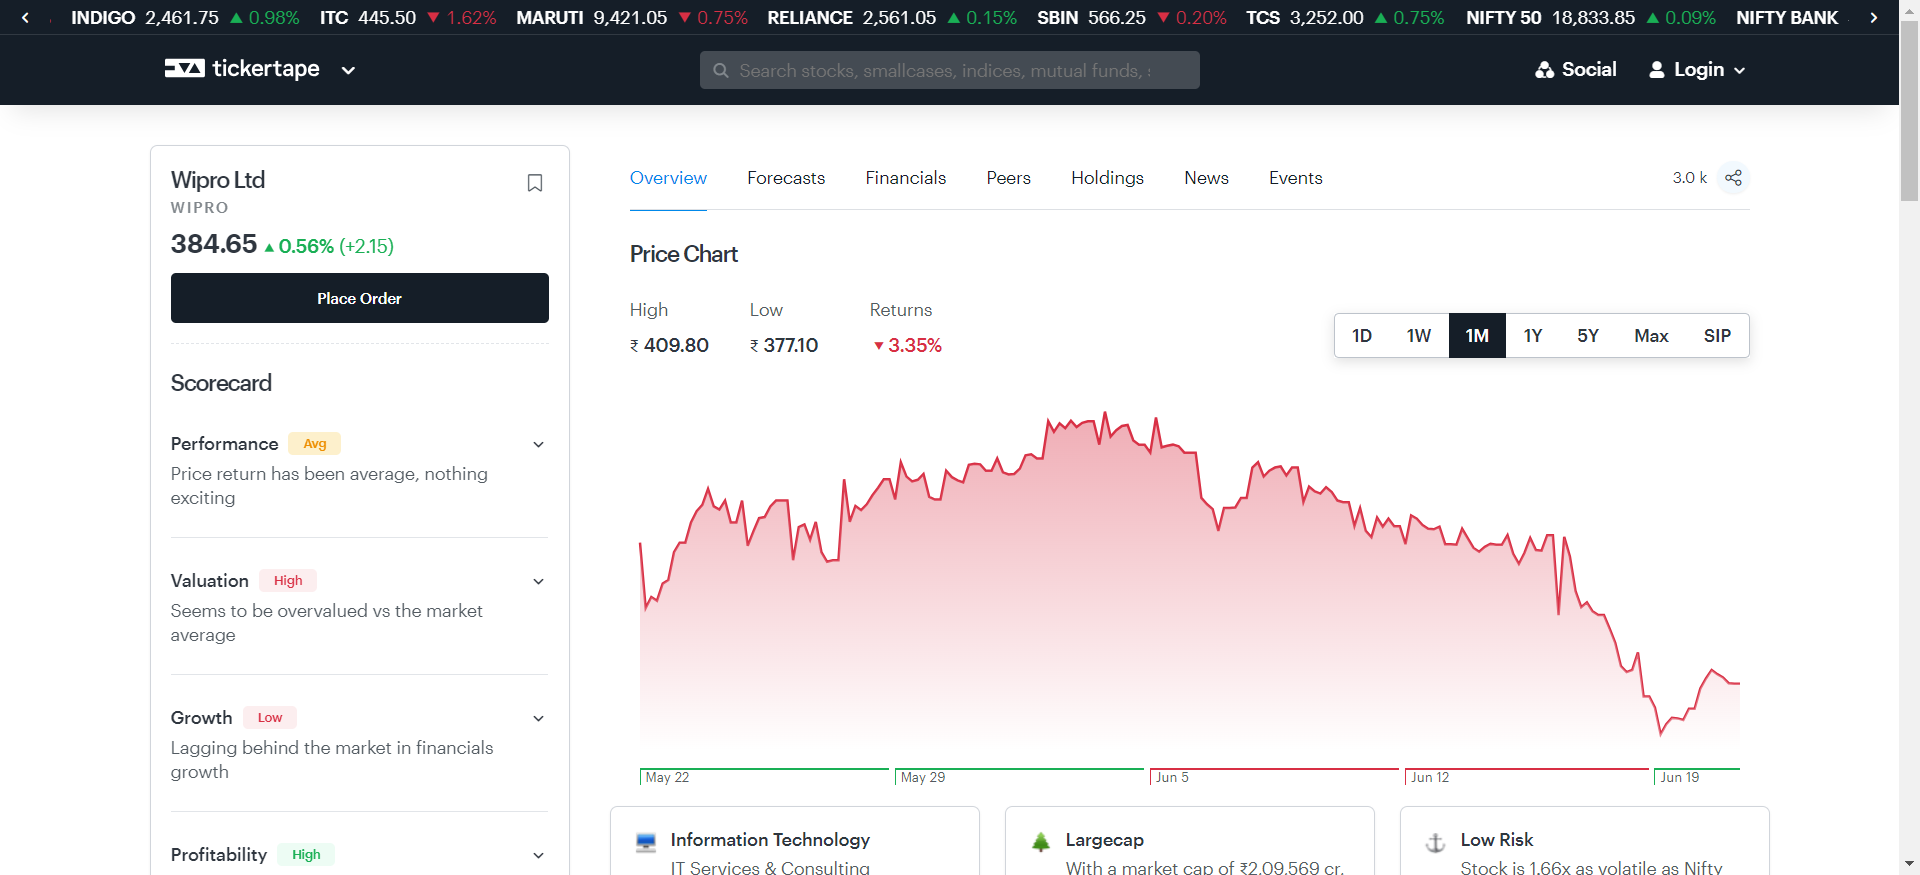 INDIGO 2,461.75 ▲ 0.98% ITC 445.50 ▼ 1.62% MARUTI 9,421.05 ▼ 0.75% RELIANCE 2,561.05 ▲ 0.15% SBIN 566.25 ▼ 0.20% TCS 3,252.00 ▲ 0.75% NIFTY 50 18,833.85 ▲ 0.09% NIFTY BANK
tickertape
Search stocks, smallcases, indices, mutual funds,
Social
Login
Wipro Ltd
WIPRO
384.65 ▲ 0.56% (+2.15)
Place Order
Scorecard
Performance Avg
Price return has been average, nothing
exciting
Valuation High
Seems to be overvalued vs the market
average
Growth Low
Lagging behind the market in financials
growth
Profitability High
Overview Forecasts Financials Peers Holdings News Events
3.0 k
Price Chart
High Low Returns
₹ 409.80 ₹ 377.10 ▼ 3.35%
1D 1W 1M 1Y 5Y Max SIP
May 22 May 29 Jun 5 Jun 12 Jun 19
Information Technology
IT Services & Consulting
Largecap
With a market cap of ₹2,09,569 cr,
Low Risk
Stock is 1.66x as volatile as Nifty